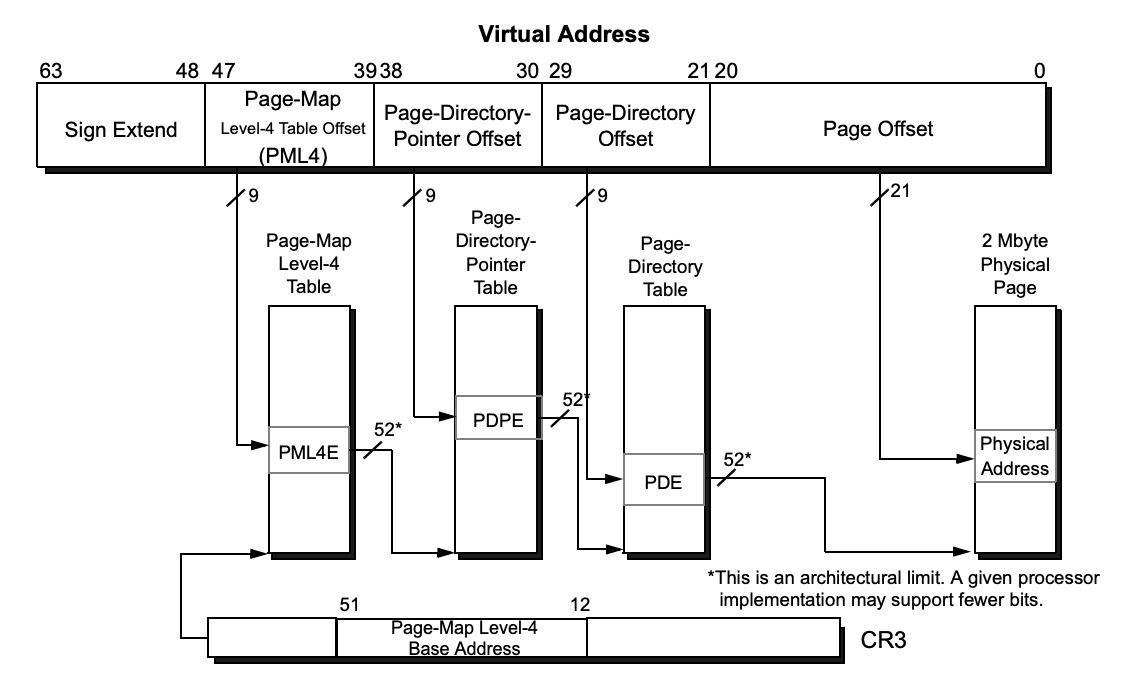 Virtual Address
63 48 47 39 38 30 29 21 20 0
Sign Extend
Page-Map
Level-4 Table Offset
(PML4)
Page-Directory-
Pointer Offset
Page-Directory
Offset
Page Offset
9 9 9 21
Page-Map
Level-4
Table
Page-
Directory-
Pointer
Table
Page-
Directory
Table
2 Mbyte
Physical
Page
PML4E
52*
PDPE
52*
PDE
52*
Physical
Address
*This is an architectural limit. A given processor
implementation may support fewer bits.
51 12
Page-Map Level-4
Base Address
CR3